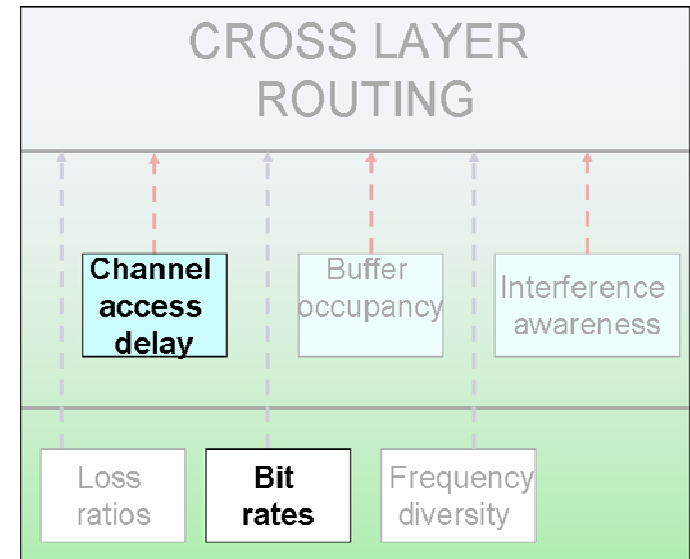 CROSS LAYER
ROUTING
Channel
access
delay
Buffer
occupancy
Interference
awareness
Loss
ratios
Bit
rates
Frequency
diversity